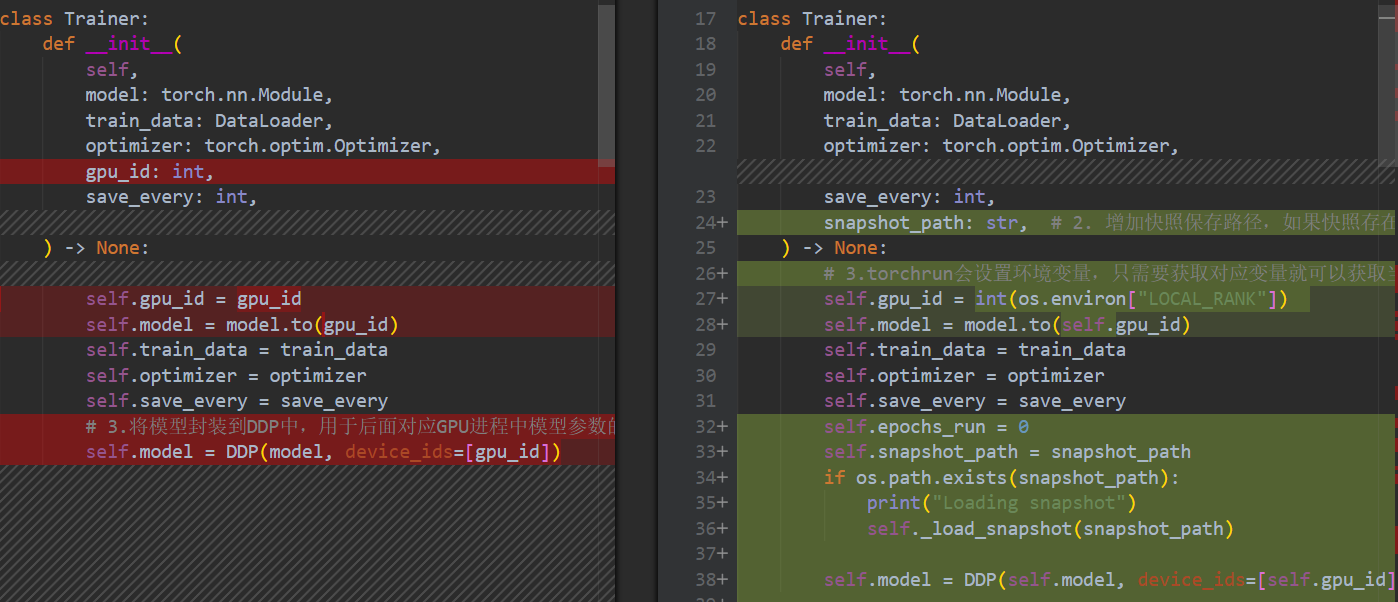 class Trainer:
def __init__(
self,
model: torch.nn.Module,
train_data: DataLoader,
optimizer: torch.optim.Optimizer,
gpu_id: int,
save_every: int,
) -> None:
self.gpu_id = gpu_id
self.model = model.to(gpu_id)
self.train_data = train_data
self.optimizer = optimizer
self.save_every = save_every
# 3.将模型封装到DDP中，用于后面对应GPU进程中模型参数的
self.model = DDP(model, device_ids=[gpu_id])
17 class Trainer:
18 def __init__(
19 self,
20 model: torch.nn.Module,
21 train_data: DataLoader,
22 optimizer: torch.optim.Optimizer,
23 save_every: int,
24+ snapshot_path: str, # 2. 增加快照保存路径，如果快照存在
25 ) -> None:
26+ # 3.torchrun会设置环境变量，只需要获取对应变量就可以获取
27+ self.gpu_id = int(os.environ["LOCAL_RANK"])
28+ self.model = model.to(self.gpu_id)
29 self.train_data = train_data
30 self.optimizer = optimizer
31 self.save_every = save_every
32+ self.epochs_run = 0
33+ self.snapshot_path = snapshot_path
34+ if os.path.exists(snapshot_path):
35+ print("Loading snapshot")
36+ self._load_snapshot(snapshot_path)
37+
38+ self.model = DDP(self.model, device_ids=[self.gpu_id]